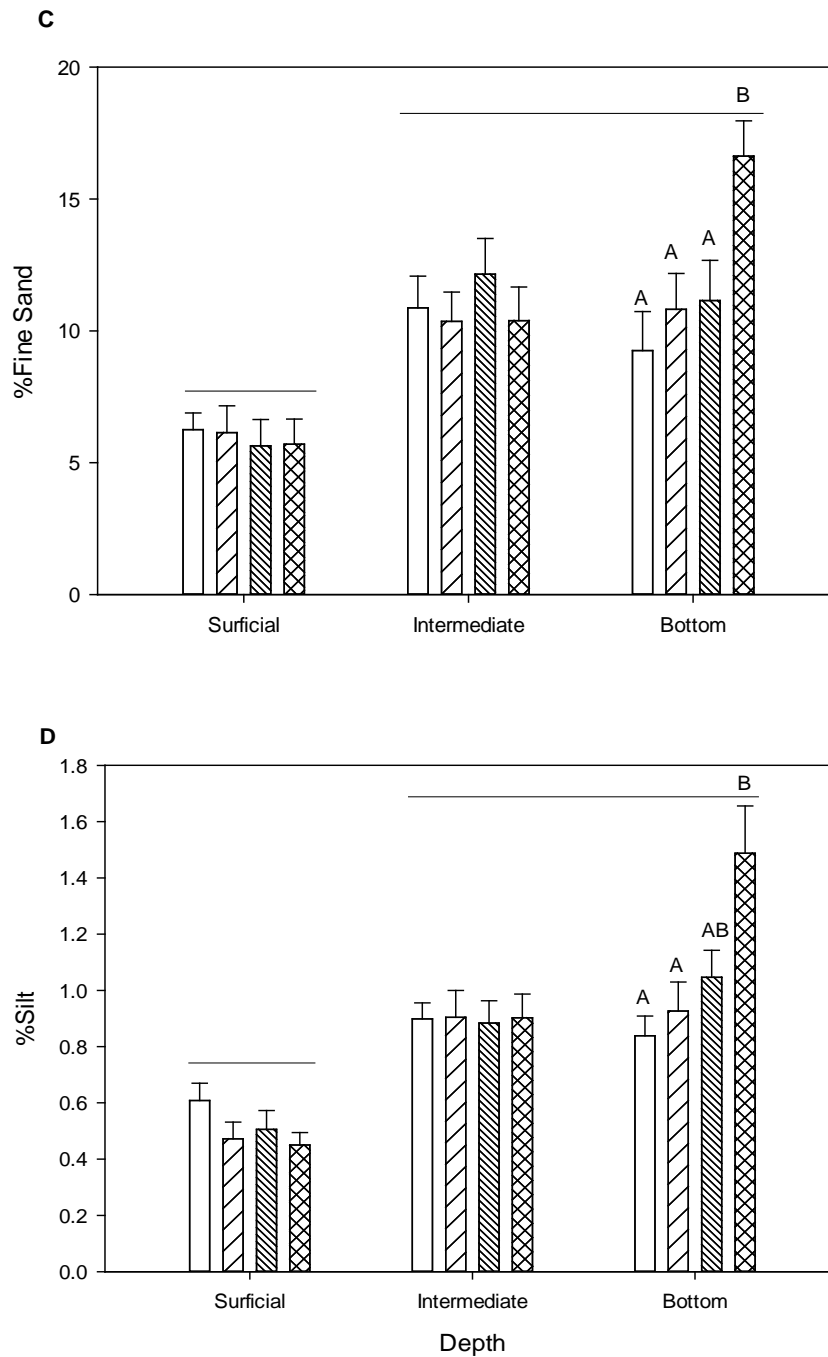 C
20
15
10
5
0
%Fine Sand
A
A
A
B
Surficial
Intermediate
Bottom
D
1.8
1.6
1.4
1.2
1.0
0.8
0.6
0.4
0.2
0.0
%Silt
A
A
AB
B
Surficial
Intermediate
Bottom
Depth